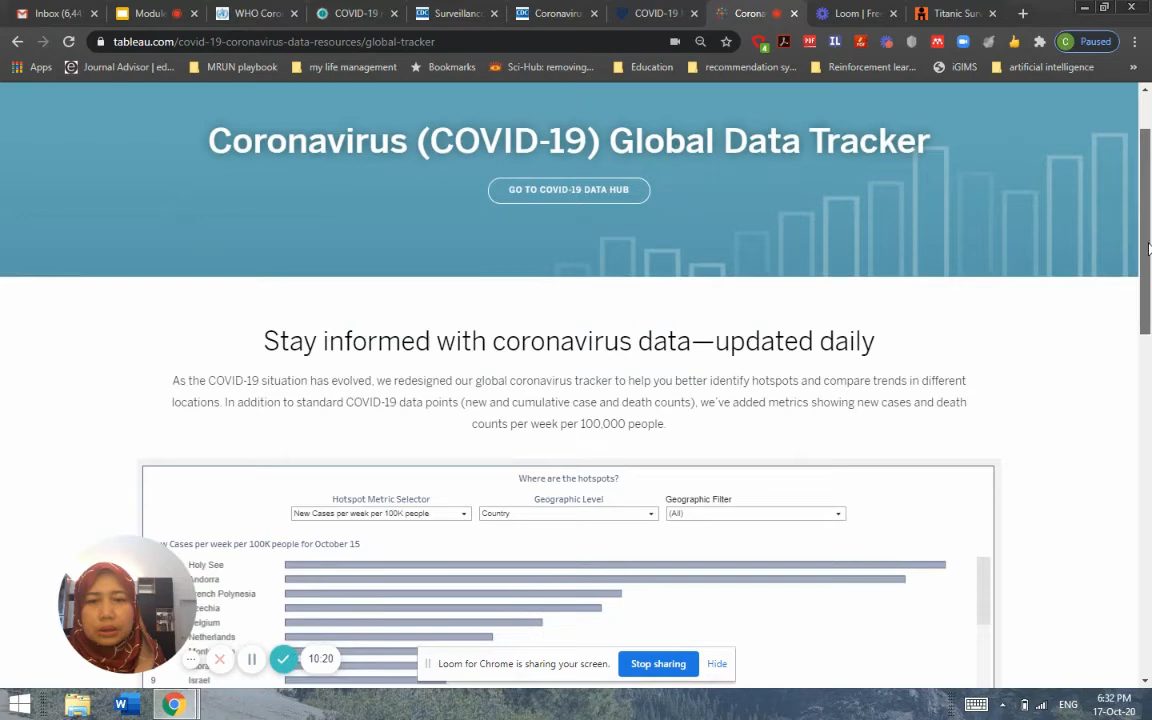 Inbox (6,44
Module
WHO Coro
COVID-19
Surveillanc
Coronaviru
COVID-19
Corona
Loom | Free
Titanic Sur
tableau.com/covid-19-coronavirus-data-resources/global-tracker
Paused
Apps
Journal Advisor | ed...
MRUN playbook
my life management
Bookmarks
Sci-Hub: removing...
Education
recommendation sy...
Reinforcement lear...
iGIMS
artificial intelligence
Coronavirus (COVID-19) Global Data Tracker
GO TO COVID-19 DATA HUB
Stay informed with coronavirus data—updated daily
As the COVID-19 situation has evolved, we redesigned our global coronavirus tracker to help you better identify hotspots and compare trends in different
locations. In addition to standard COVID-19 data points (new and cumulative case and death counts), we've added metrics showing new cases and death
counts per week per 100,000 people.
Where are the hotspots?
Hotspot Metric Selector
Geographic Level
Geographic Filter
New Cases per week per 100K people
Country
(All)
w Cases per week per 100K people for October 15
Holy See
ndorra
rench Polynesia
zechia
elgium
Netherlands
9 Israel
10:20
Loom for Chrome is sharing your screen.
Stop sharing
Hide
ENG
6:32 PM
17-Oct-20